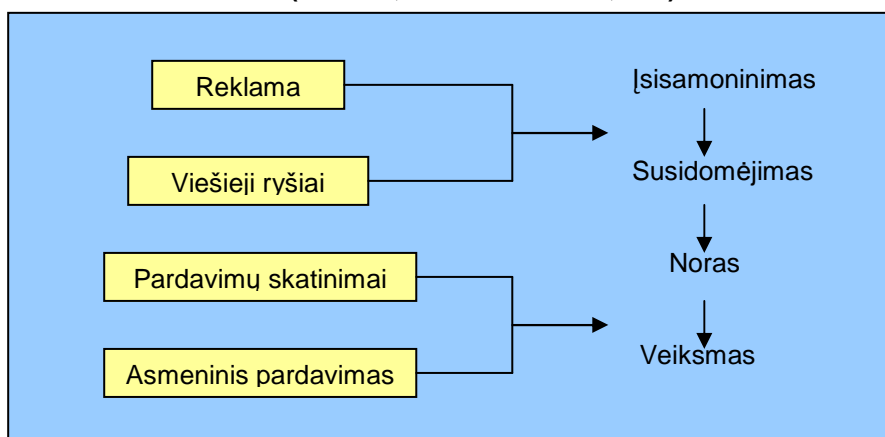 Reklama
Viešieji ryšiai
Pardavimų skatinimai
Asmeninis pardavimas
Įsisamoninimas
Susidomėjimas
Noras
Veiksmas